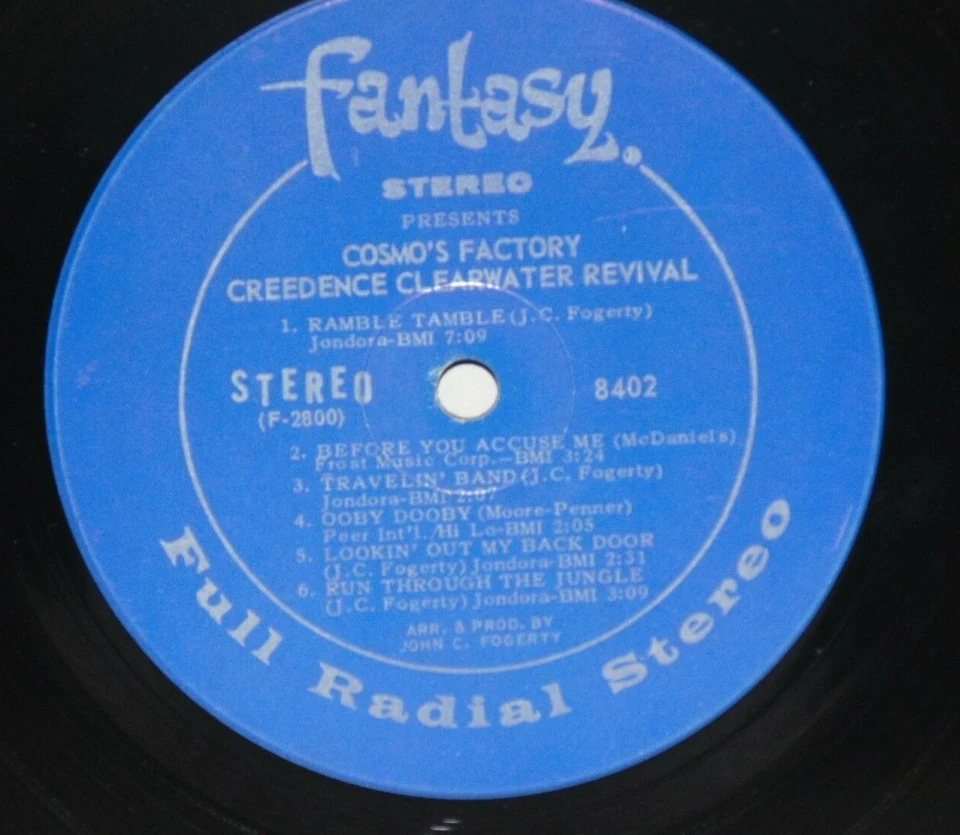 fantasy.
STEREO
PRESENTS
COSMO'S FACTORY
CREEDENCE CLEARWATER REVIVAL
1. RAMBLE TAMBLE (J.C. Fogerty)
Jondora-BMI 7:09
STEREO
(F-2800)
8402
2. BEFORE YOU ACCUSE ME (McDaniels)
Frost Music Corp.-BMI 3:24
3. TRAVELIN' BAND (J.C. Fogerty)
Jondora-BMI 2:07
4. OOBY DOOBY (Moore-Penner)
Peer Int'l./Hi Lo-BMI 2:05
5. LOOKIN' OUT MY BACK DOOR
(J.C. Fogerty) Jondora-BMI 2:31
6. RUN THROUGH THE JUNGLE
(J.C. Fogerty) Jondora-BMI 3:09
ARR. & PROD. BY
JOHN C. FOGERTY
Full Radial Stereo